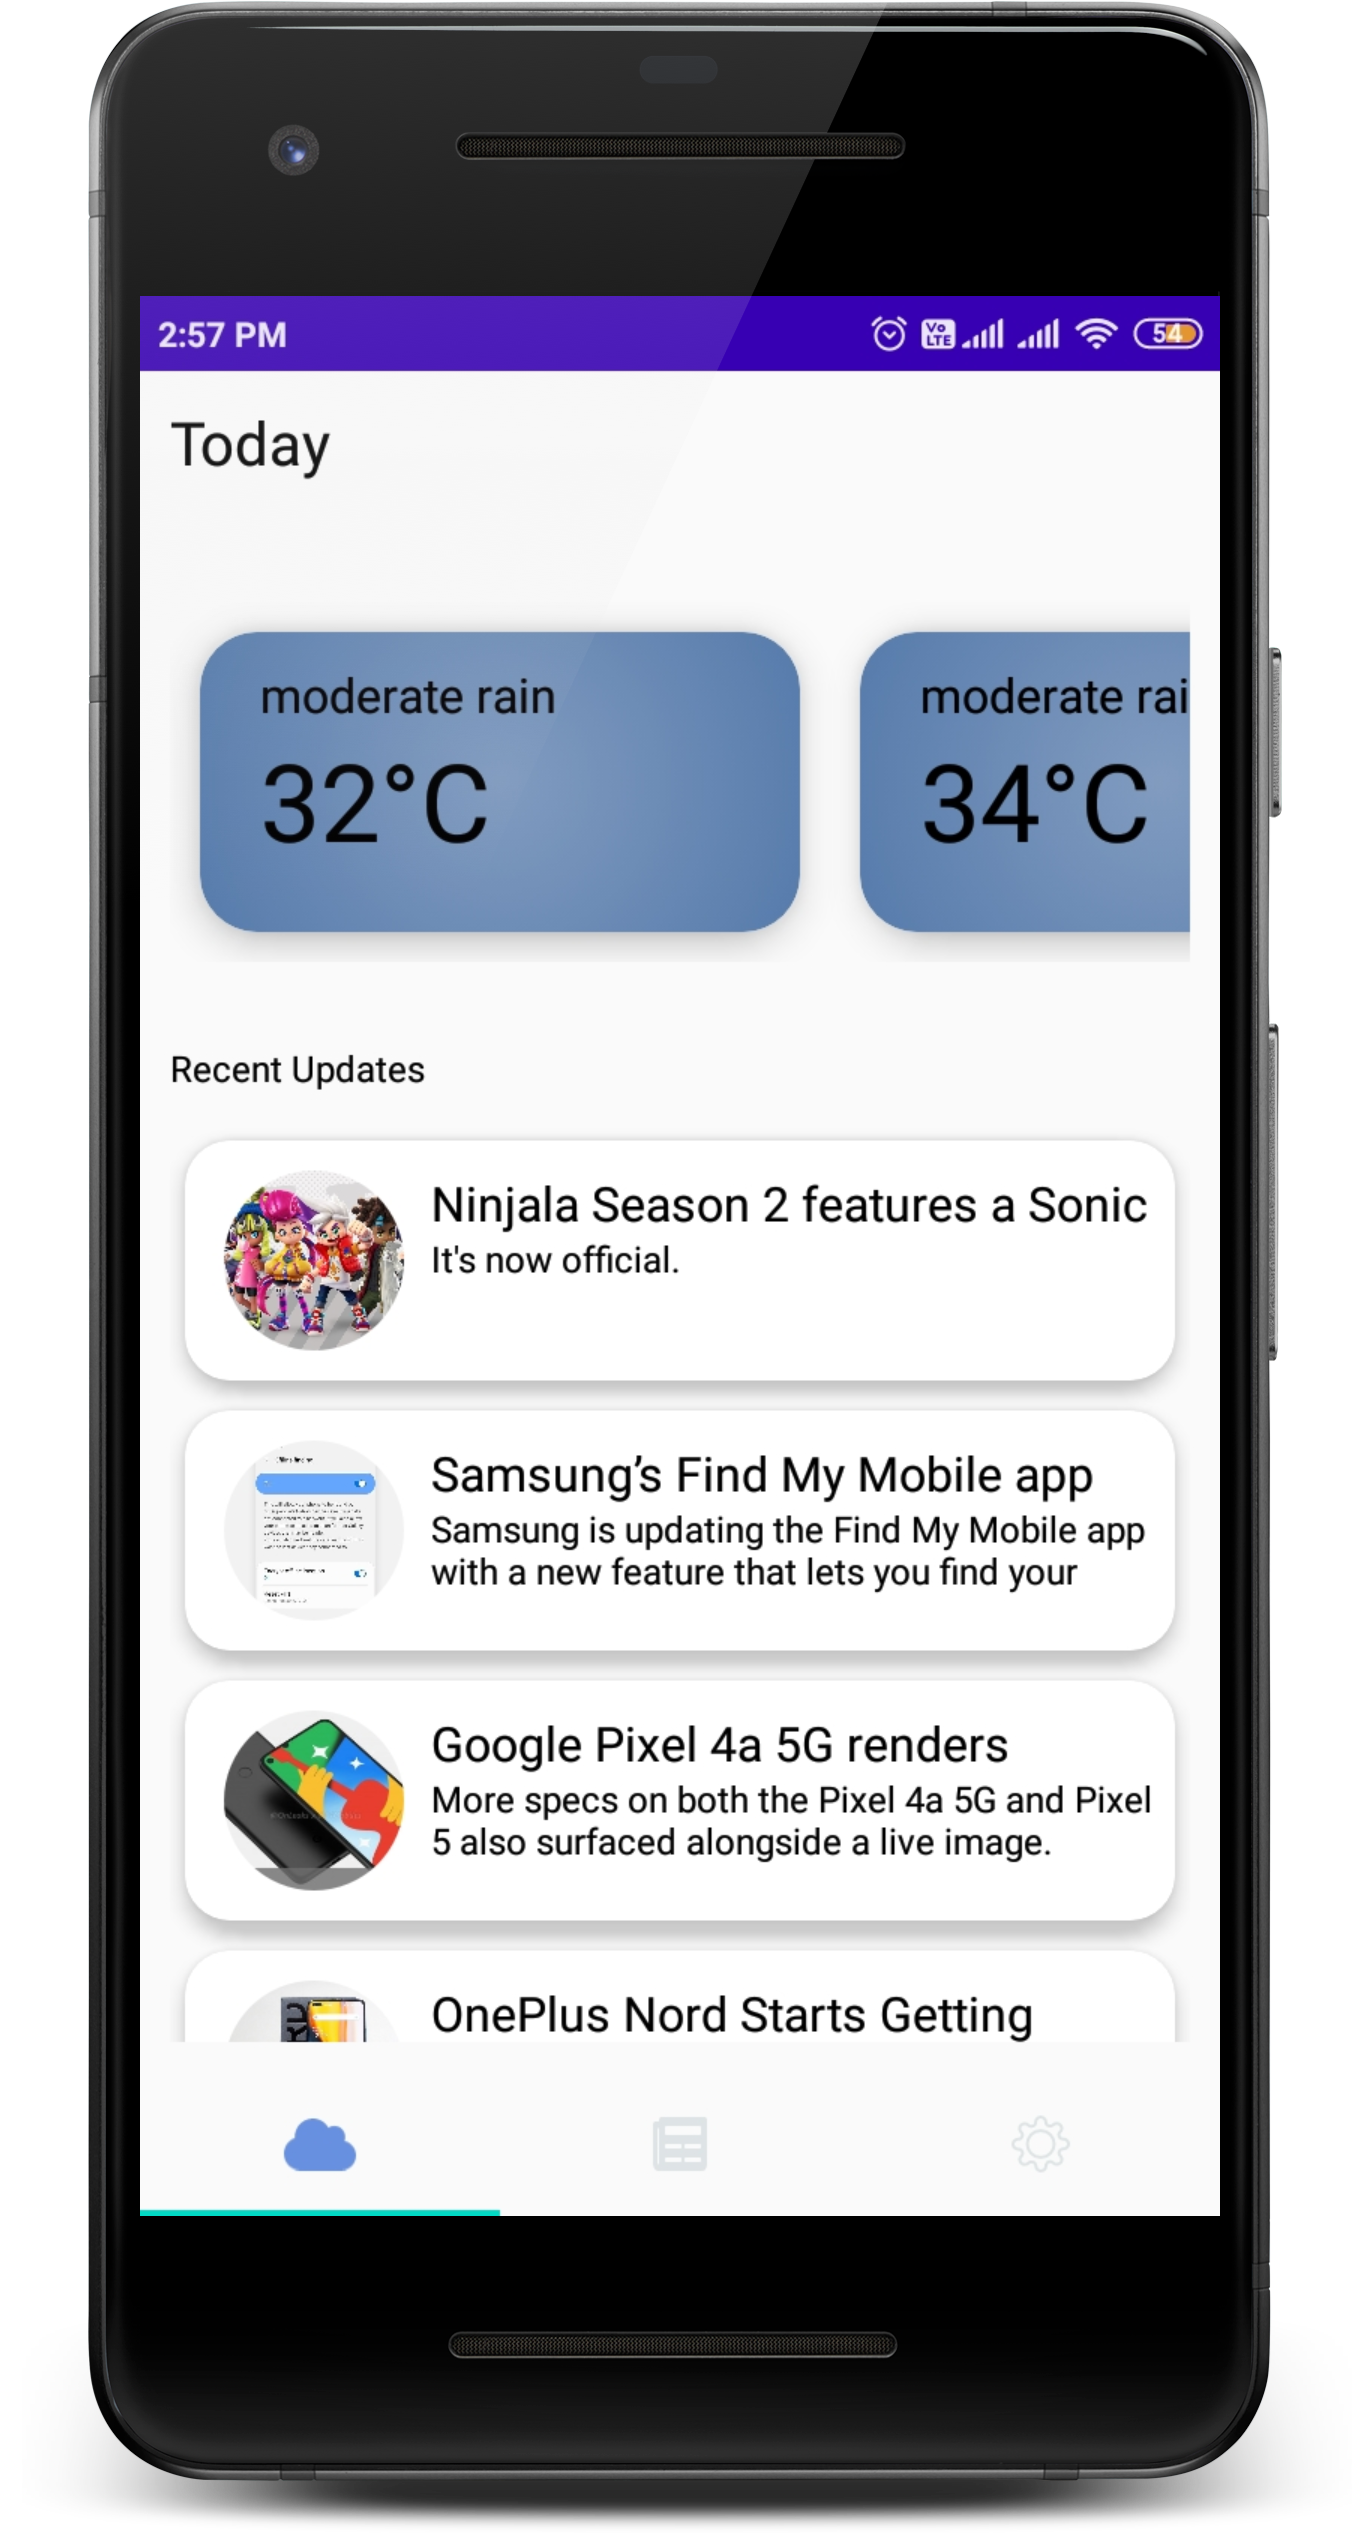 2:57 PM
Vo
LTE
54
Today
moderate rain
32°C
moderate rai
34°C
Recent Updates
Ninjala Season 2 features a Sonic
It's now official.
Samsung’s Find My Mobile app
Samsung is updating the Find My Mobile app
with a new feature that lets you find your
Google Pixel 4a 5G renders
More specs on both the Pixel 4a 5G and Pixel
5 also surfaced alongside a live image.
OnePlus Nord Starts Getting